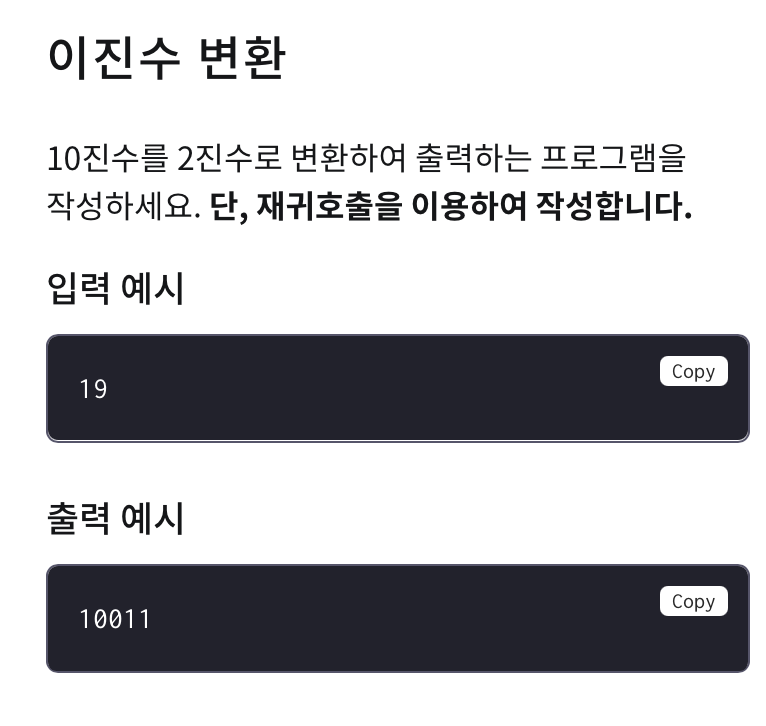 이진수 변환
10진수를 2진수로 변환하여 출력하는 프로그램을
작성하세요. 단, 재귀호출을 이용하여 작성합니다.
입력 예시
Copy
19
출력 예시
Copy
10011